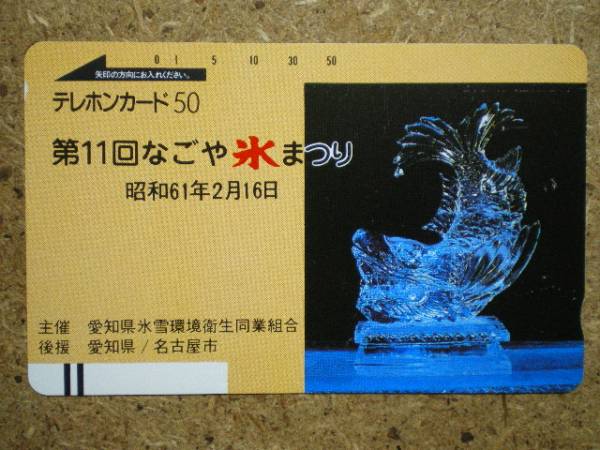 0 1 5 10 30 50
矢印の方向にお入れください。
テレホンカード50
第11回なごや氷まつり
昭和61年2月16日
主催 愛知県氷雪環境衛生同業組合
後援 愛知県/名古屋市